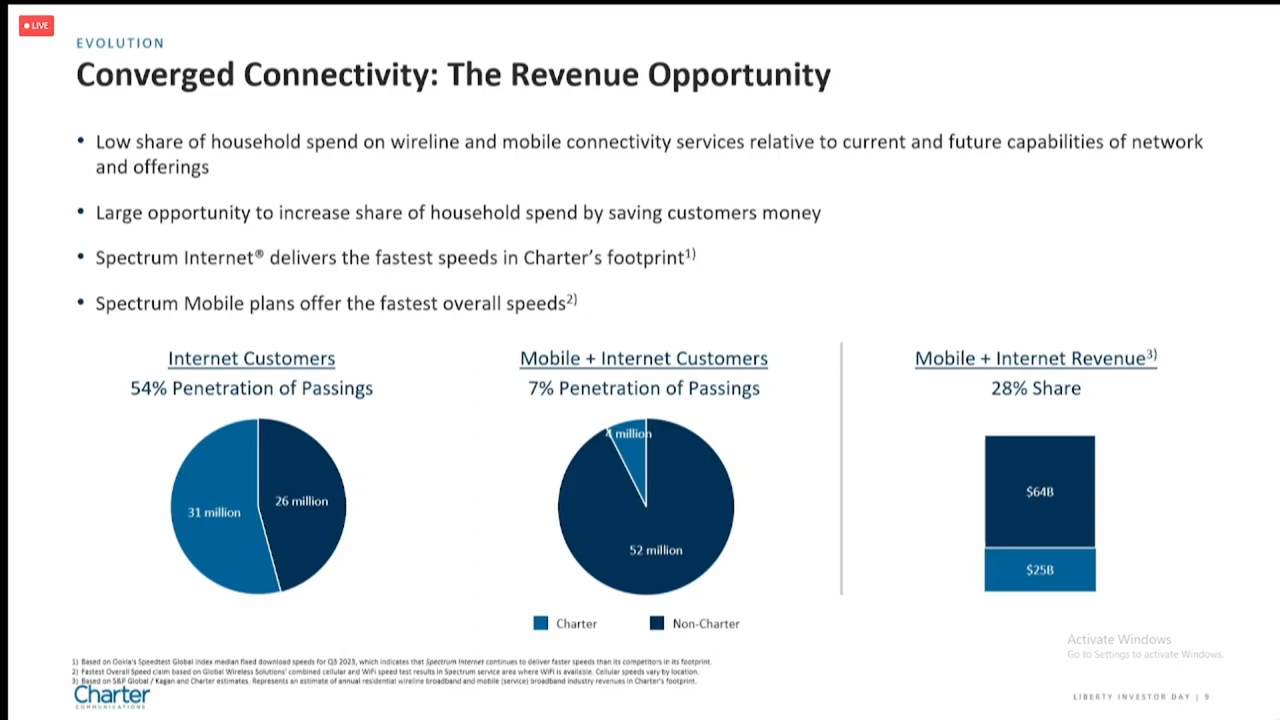 LIVE
EVOLUTION
Converged Connectivity: The Revenue Opportunity
• Low share of household spend on wireline and mobile connectivity services relative to current and future capabilities of network
and offerings
• Large opportunity to increase share of household spend by saving customers money
• Spectrum Internet® delivers the fastest speeds in Charter's footprint1)
• Spectrum Mobile plans offer the fastest overall speeds2)
Internet Customers
54% Penetration of Passings
31 million
26 million
Mobile + Internet Customers
7% Penetration of Passings
4 million
52 million
Mobile + Internet Revenue3)
28% Share
$64B
$25B
Charter
Non-Charter
Activate Windows
Go to Settings to activate Windows.
1) Based on Ookla's Speedtest Global Index median fixed download speeds for Q3 2023, which indicates that Spectrum Internet continues to deliver faster speeds than its competitors in its footprint.
2) Fastest Overall Speed claim based on Global Wireless Solutions' combined cellular and WiFi speed test results in Spectrum service area where WiFi is available. Cellular speeds vary by location.
3) Based on S&P Global / Kagan and Charter estimates. Represents an estimate of annual residential wireline broadband and mobile (service) broadband industry revenues in Charter's footprint.
Charter
COMMUNICATIONS
LIBERTY INVESTOR DAY | 9